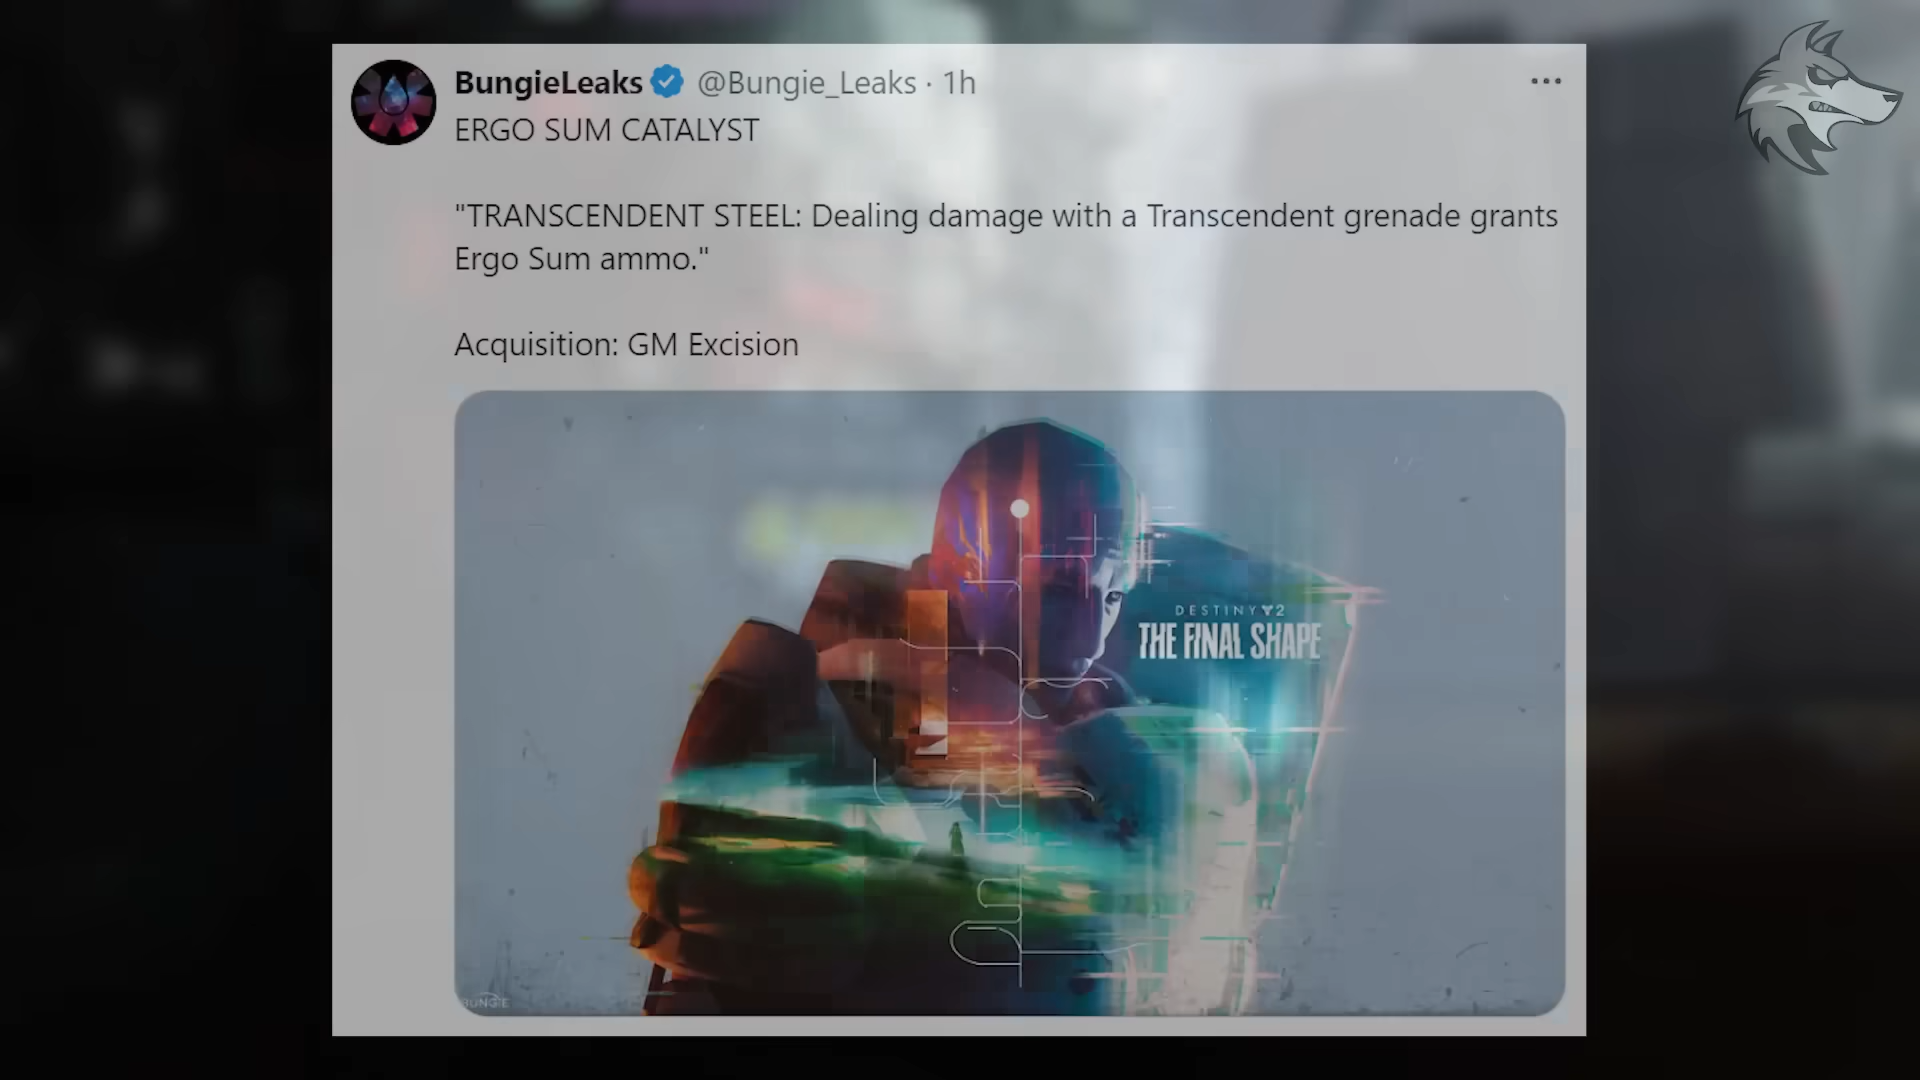 BungieLeaks @Bungie_Leaks · 1h
ERGO SUM CATALYST
"TRANSCENDENT STEEL: Dealing damage with a Transcendent grenade grants
Ergo Sum ammo."
Acquisition: GM Excision
DESTINY 2
THE FINAL SHAPE
BUNGIE